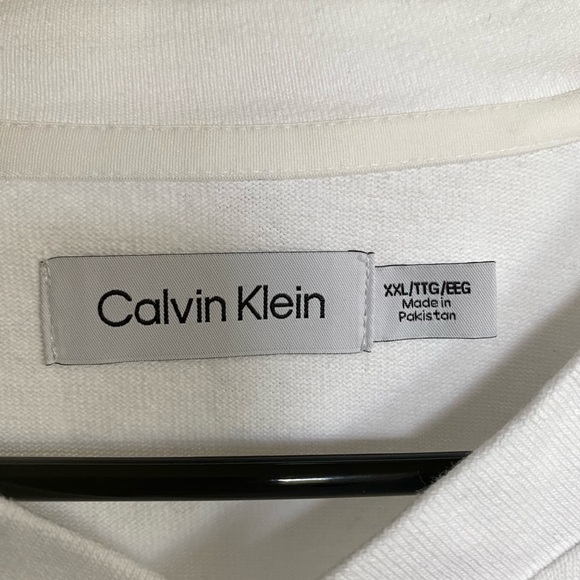 Calvin Klein
XXL/TTG/EEG
Made in
Pakistan